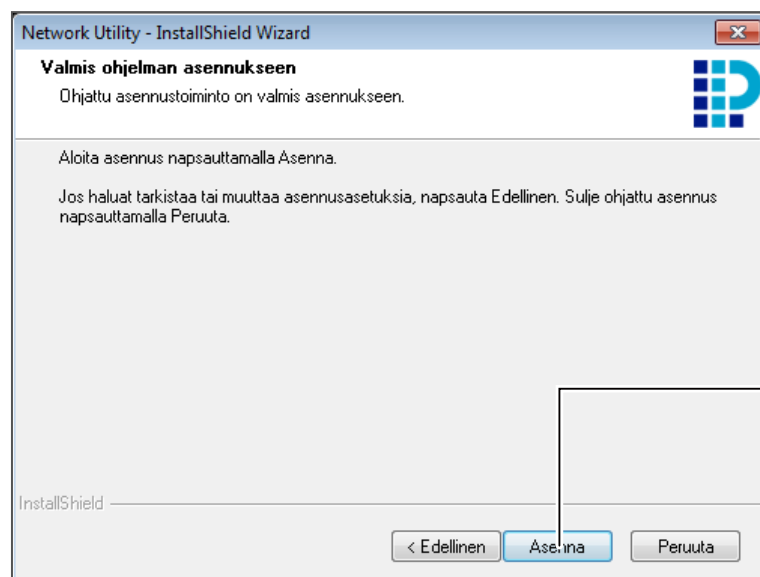 Network Utility - InstallShield Wizard
Valmis ohjelman asennukseen
Ohjattu asennustoiminto on valmis asennukseen.
Aloita asennus napsauttamalla Asenna.
Jos haluat tarkistaa tai muuttaa asennusasetuksia, napsauta Edellinen. Sulje ohjattu asennus
napsauttamalla Peruuta.
InstallShield
< Edellinen Asenna Peruuta